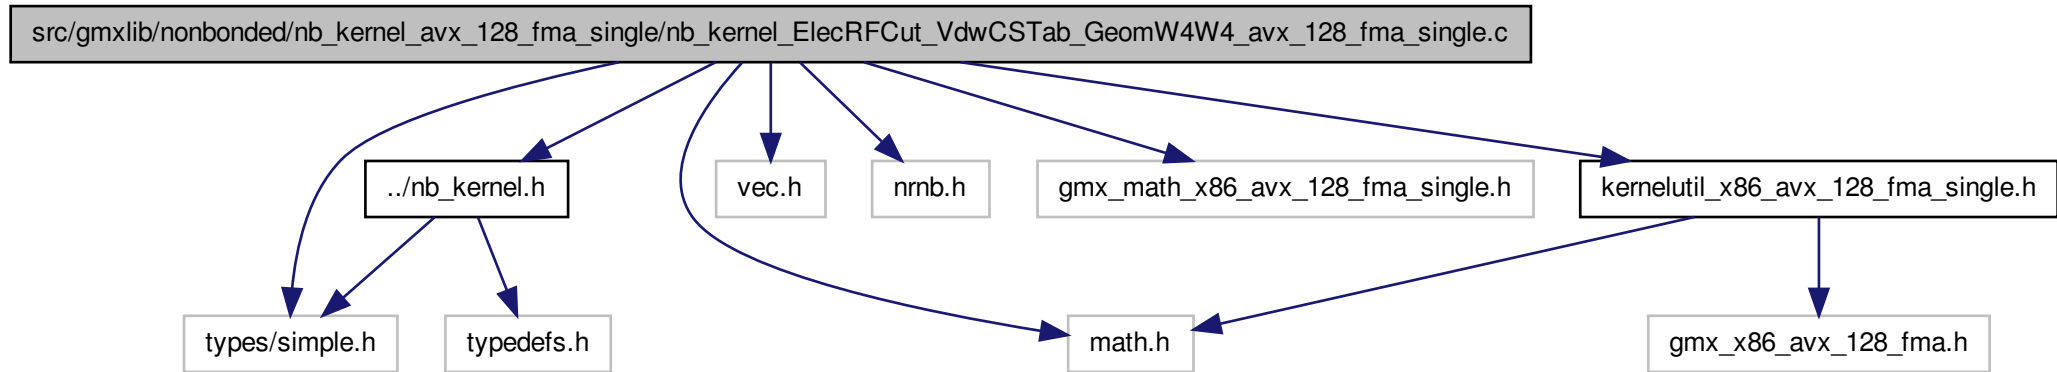 src/gmxlib/nonbonded/nb_kernel_avx_128_fma_single/nb_kernel_ElecRFCut_VdwCSTab_GeomW4W4_avx_128_fma_single.c
../nb_kernel.h
vec.h
nrnb.h
gmx_math_x86_avx_128_fma_single.h
kernelutil_x86_avx_128_fma_single.h
types/simple.h
typedefs.h
math.h
gmx_x86_avx_128_fma.h